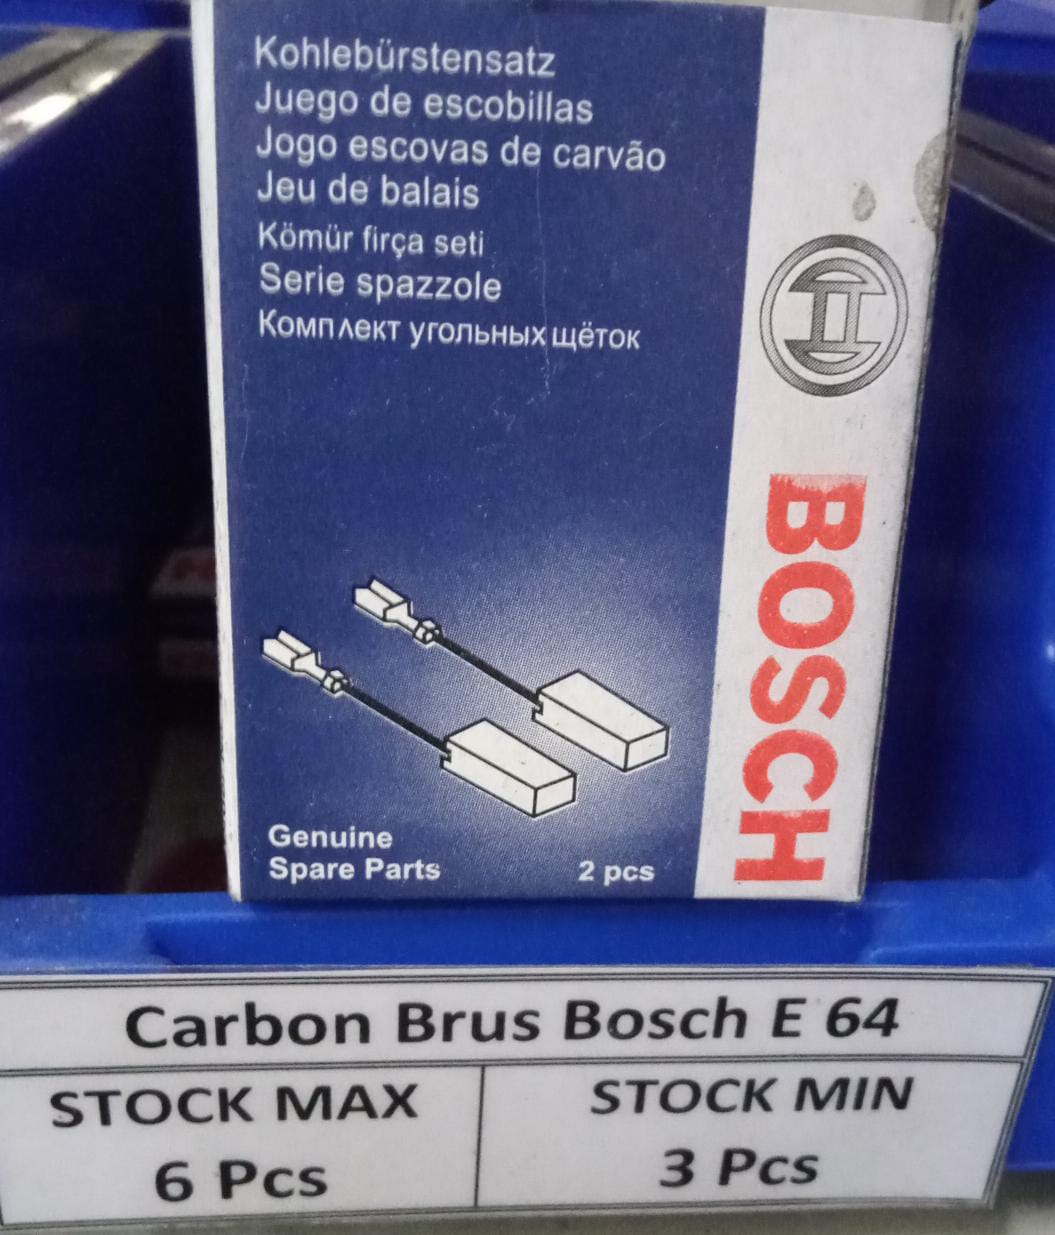 Kohlebürstensatz
Juego de escobillas
Jogo escovas de carvão
Jeu de balais
Kömür firça seti
Serie spazzole
Комплект угольных щёток
BOSCH
Genuine
Spare Parts
2 pcs
Carbon Brus Bosch E 64
STOCK MAX
6 Pcs
STOCK MIN
3 Pcs